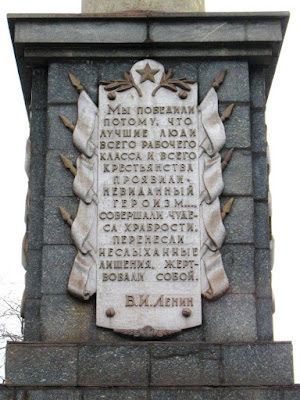 МЫ ПОБЕДИЛИ
ПОТОМУ, ЧТО
ЛУЧШИЕ ЛЮДИ
ВСЕГО РАБОЧЕГО
КЛАССА И ВСЕГО
КРЕСТЬЯНСТВА
ПРОЯВИЛИ
НЕВИДАННЫЙ
ГЕРОИЗМ....
СОВЕРШАЛИ ЧУДЕ-
СА ХРАБРОСТИ,
ПЕРЕНЕСЛИ
НЕСЛЫХАННЫЕ
ЛИШЕНИЯ, ЖЕРТ-
ВОВАЛИ СОБОЙ.
В.И. ЛЕНИН